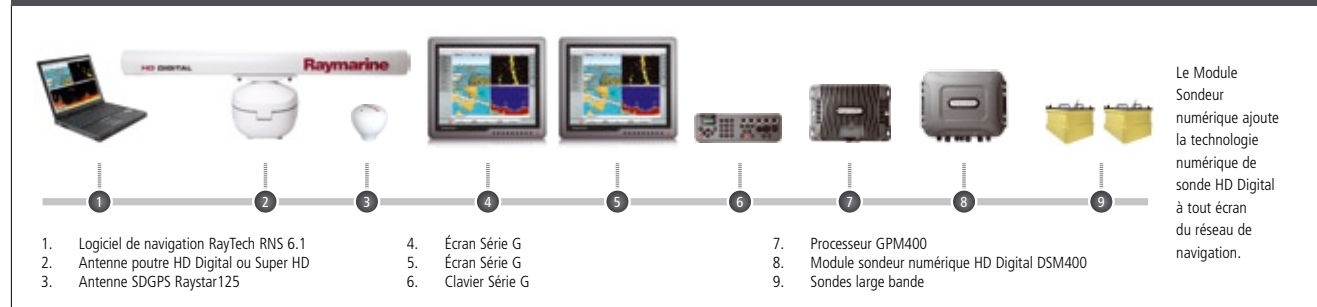 HD DIGITAL
Raymarine
1
2
3
4
5
6
7
8
9
1. Logiciel de navigation RayTech RNS 6.1
2. Antenne poutre HD Digital ou Super HD
3. Antenne SDGPS Raystar125
4. Écran Série G
5. Écran Série G
6. Clavier Série G
7. Processeur GPM400
8. Module sondeur numérique HD Digital DSM400
9. Sondes large bande
Le Module
Sondeur
numérique ajoute
la technologie
numérique de
sonde HD Digital
à tout écran
du réseau de
navigation.